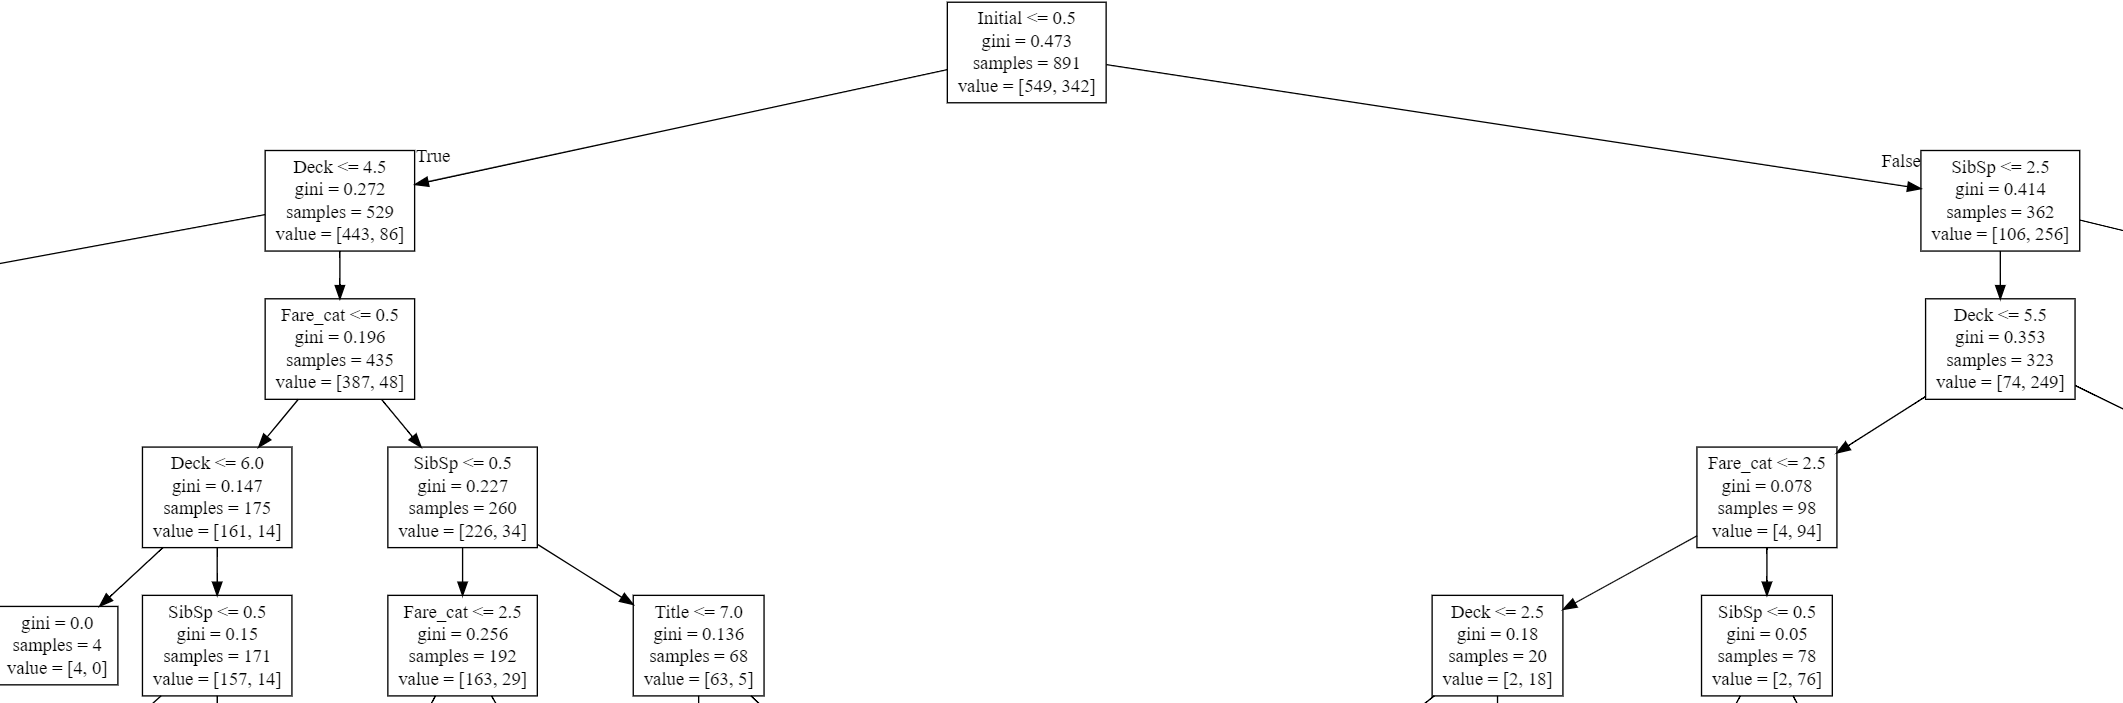 Initial <= 0.5
gini = 0.473
samples = 891
value = [549, 342]
True
False
Deck <= 4.5
gini = 0.272
samples = 529
value = [443, 86]
SibSp <= 2.5
gini = 0.414
samples = 362
value = [106, 256]
Fare_cat <= 0.5
gini = 0.196
samples = 435
value = [387, 48]
Deck <= 5.5
gini = 0.353
samples = 323
value = [74, 249]
Deck <= 6.0
gini = 0.147
samples = 175
value = [161, 14]
SibSp <= 0.5
gini = 0.227
samples = 260
value = [226, 34]
Fare_cat <= 2.5
gini = 0.078
samples = 98
value = [4, 94]
gini = 0.0
samples = 4
value = [4, 0]
SibSp <= 0.5
gini = 0.15
samples = 171
value = [157, 14]
Fare_cat <= 2.5
gini = 0.256
samples = 192
value = [163, 29]
Title <= 7.0
gini = 0.136
samples = 68
value = [63, 5]
Deck <= 2.5
gini = 0.18
samples = 20
value = [2, 18]
SibSp <= 0.5
gini = 0.05
samples = 78
value = [2, 76]